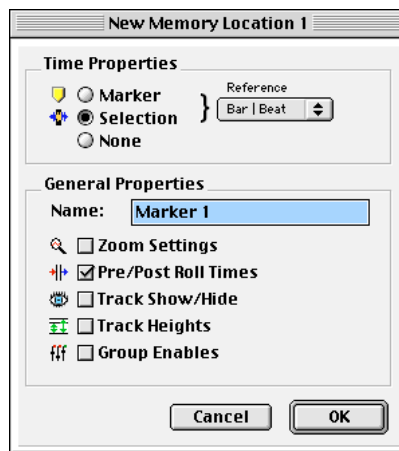 New Memory Location 1
Time Properties
Marker
Selection
None
Reference
Bar|Beat
General Properties
Name: Marker 1
Zoom Settings
Pre/Post Roll Times
Track Show/Hide
Track Heights
Group Enables
Cancel OK